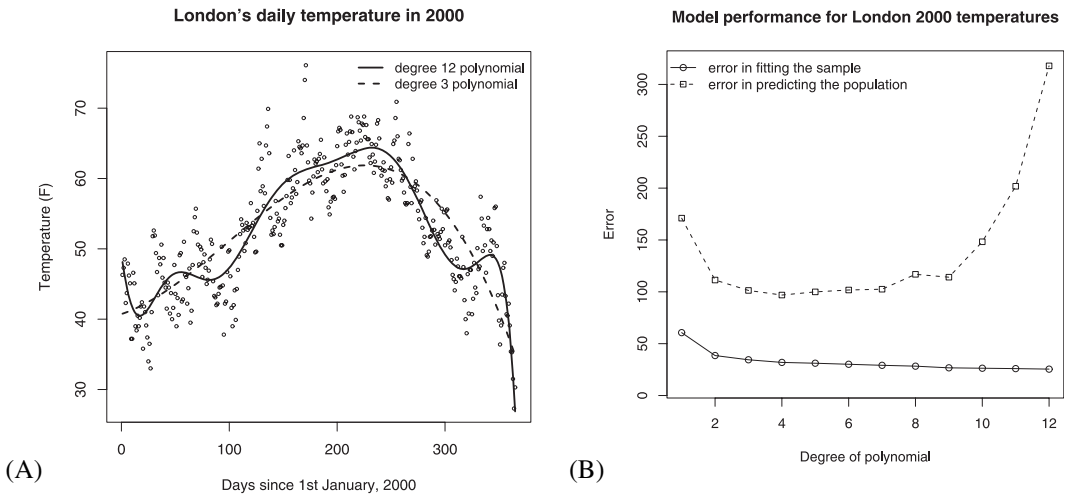 London's daily temperature in 2000
degree 12 polynomial
degree 3 polynomial
Temperature (F)
70
60
50
40
30
0
100
200
300
Days since 1st January, 2000
(A)
Model performance for London 2000 temperatures
error in fitting the sample
error in predicting the population
Error
300
250
200
150
100
50
0
2
4
6
8
10
12
Degree of polynomial
(B)